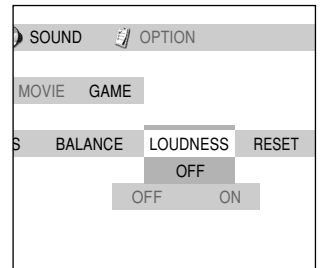 SOUND OPTION
MOVIE GAME
S BALANCE LOUDNESS RESET
OFF
OFF ON